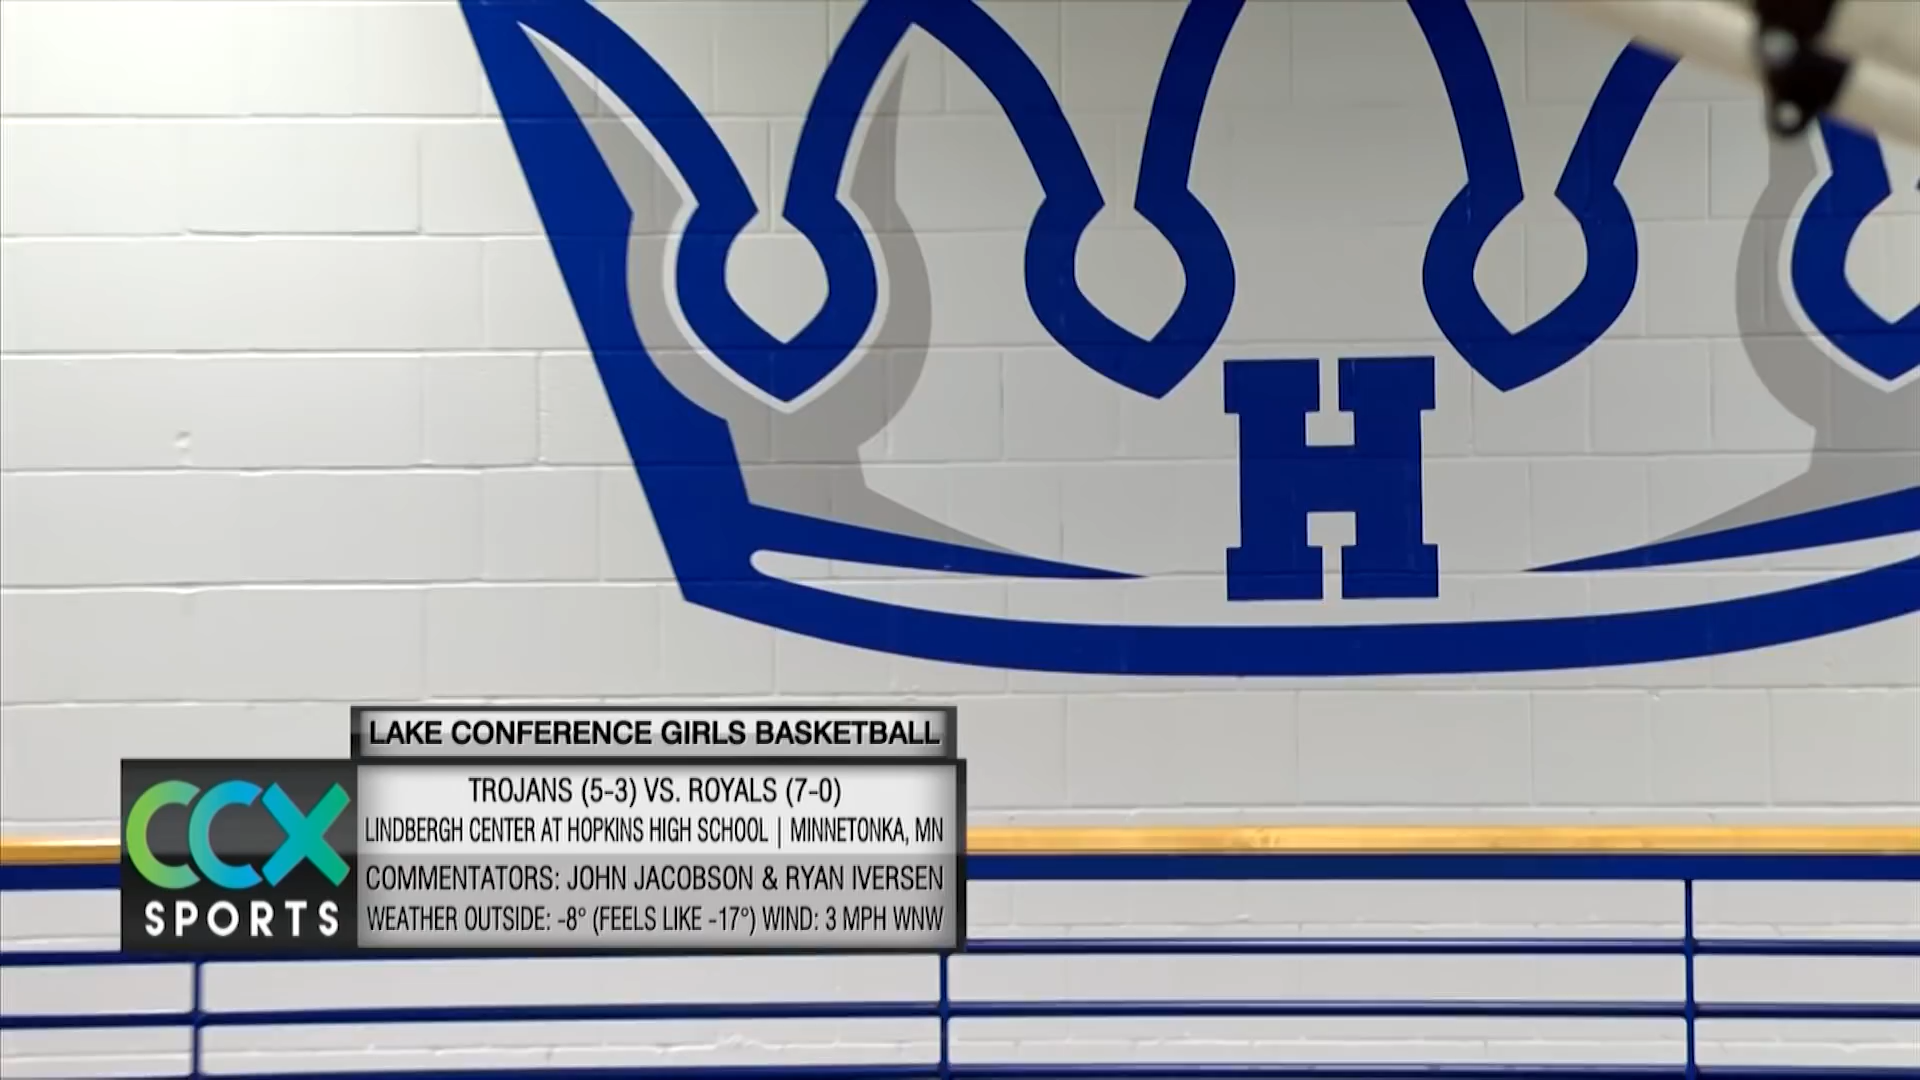 H
LAKE CONFERENCE GIRLS BASKETBALL
TROJANS (5-3) VS. ROYALS (7-0)
LINDBERGH CENTER AT HOPKINS HIGH SCHOOL | MINNETONKA, MN
COMMENTATORS: JOHN JACOBSON & RYAN IVERSEN
WEATHER OUTSIDE: -8° (FEELS LIKE -17°) WIND: 3 MPH WNW
CCX
SPORTS